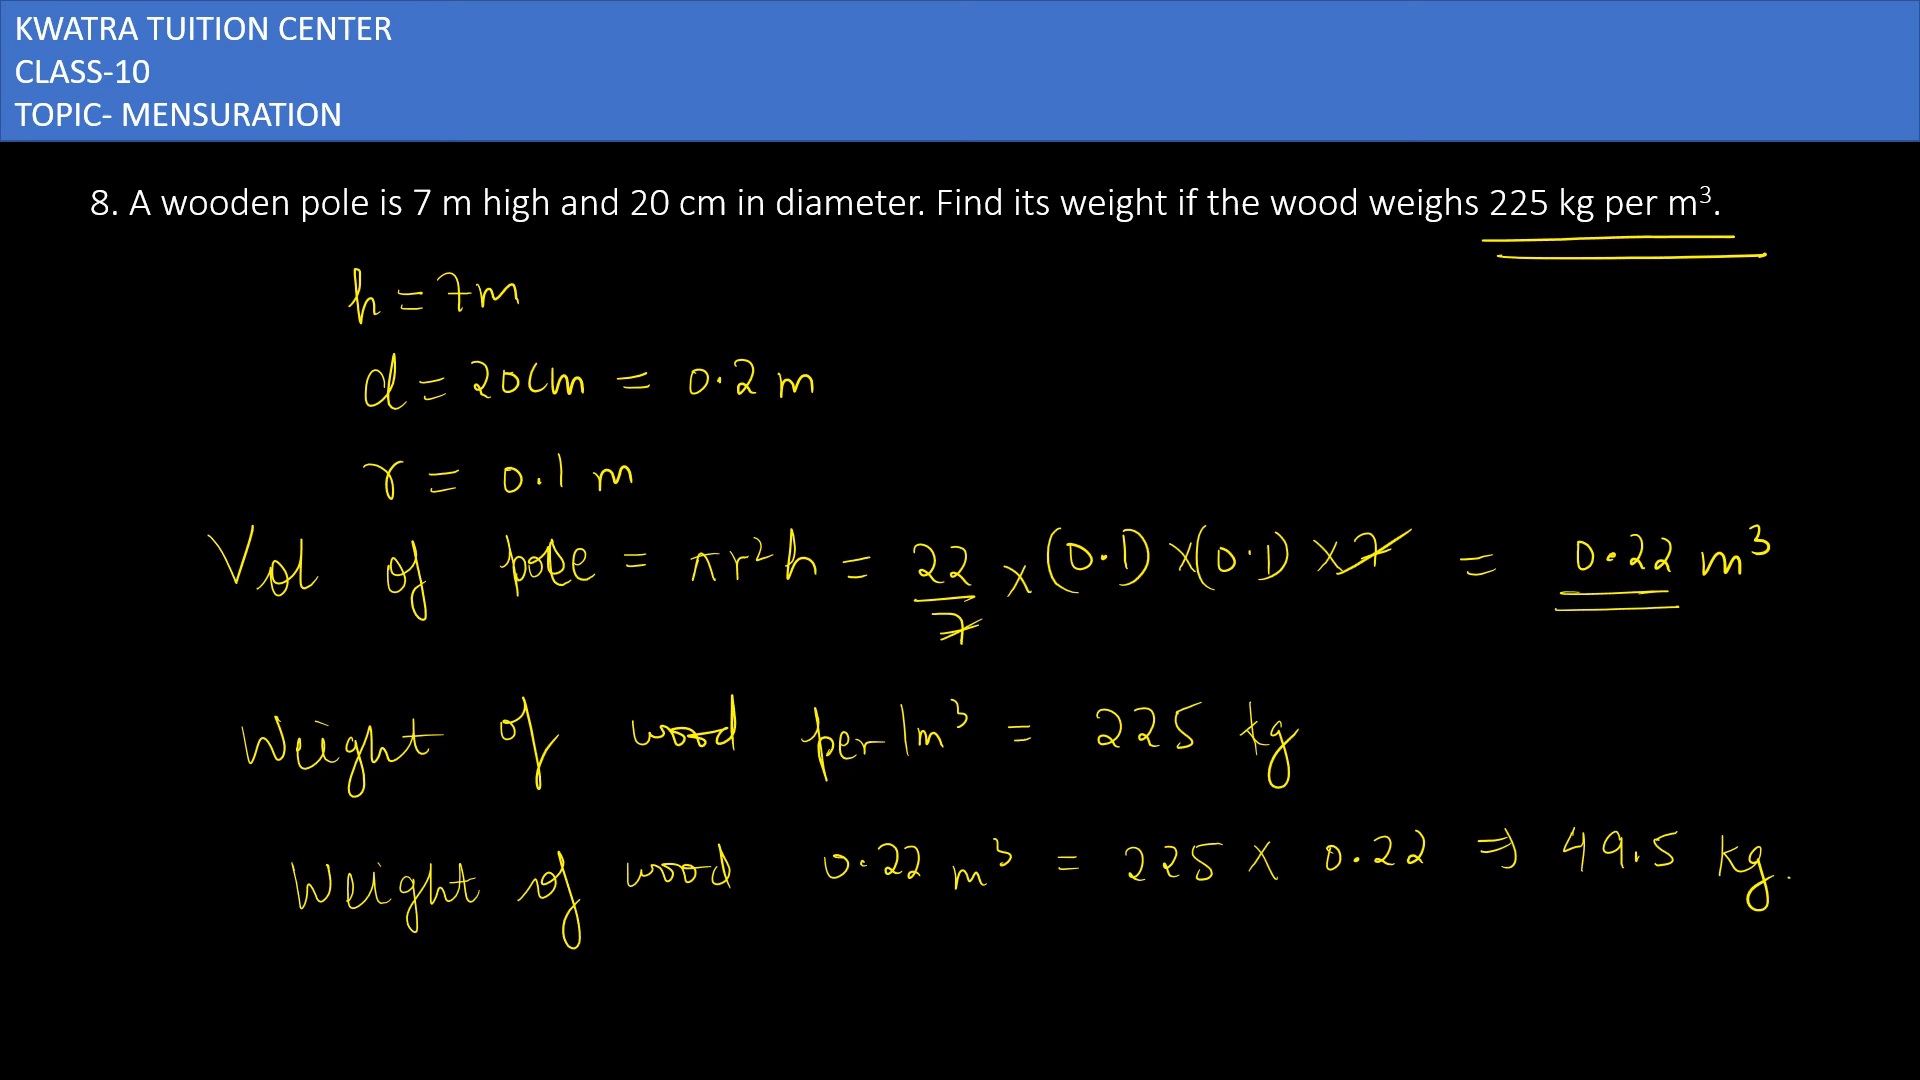 KWATRA TUITION CENTER
CLASS-10
TOPIC- MENSURATION
8. A wooden pole is 7 m high and 20 cm in diameter. Find its weight if the wood weighs 225 kg per m³.
h = 7m
d = 20cm = 0.2 m
r = 0.1 m
Vol of pole = πr²h = 22/7 × (0.1) × (0.1) × 7 = 0.22 m³
Weight of wood per 1m³ = 225 kg
Weight of wood 0.22 m³ = 225 × 0.22 ⇒ 49.5 kg.